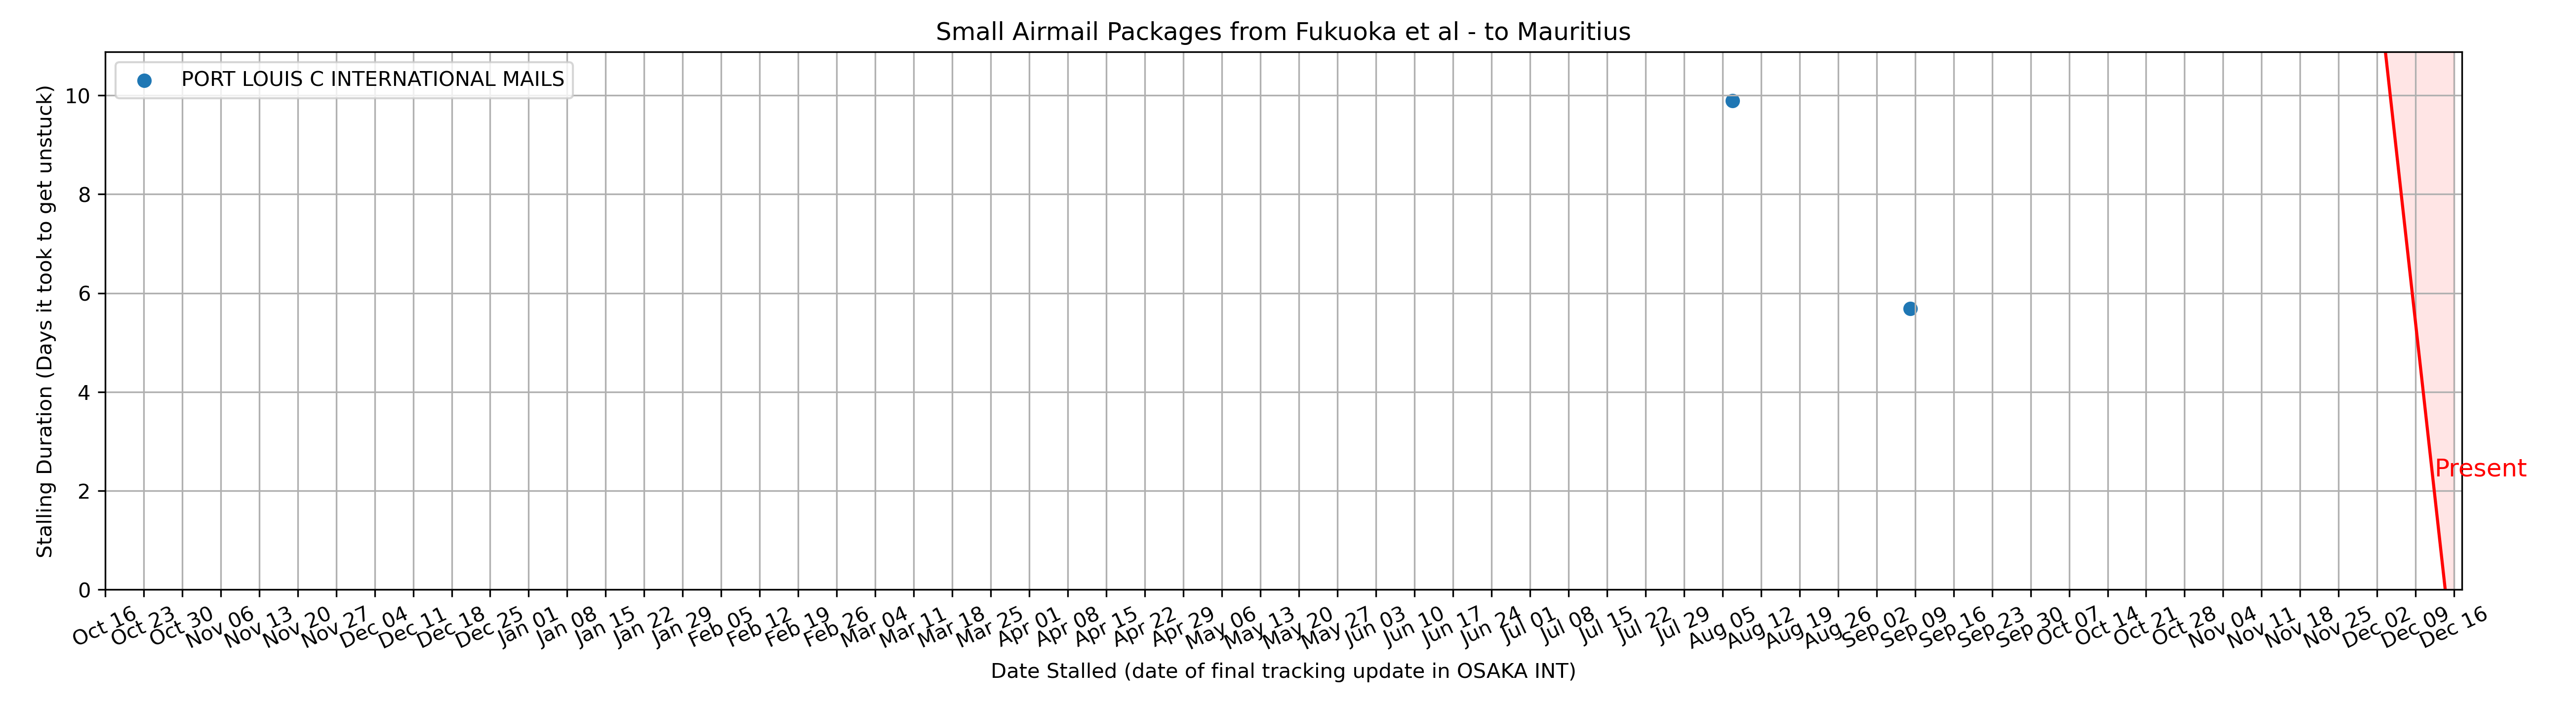 Small Airmail Packages from Fukuoka et al - to Mauritius
PORT LOUIS C INTERNATIONAL MAILS
Stalling Duration (Days it took to get unstuck)
10
8
6
4
2
0
Present
Oct 16 Oct 23 Oct 30 Nov 06 Nov 13 Nov 20 Nov 27 Dec 04 Dec 11 Dec 18 Dec 25 Jan 01 Jan 08 Jan 15 Jan 22 Jan 29 Feb 05 Feb 12 Feb 19 Feb 26 Mar 04 Mar 11 Mar 18 Mar 25 Apr 01 Apr 08 Apr 15 Apr 22 Apr 29 May 06 May 13 May 20 May 27 Jun 03 Jun 10 Jun 17 Jun 24 Jul 01 Jul 08 Jul 15 Jul 22 Jul 29 Aug 05 Aug 12 Aug 19 Aug 26 Sep 02 Sep 09 Sep 16 Sep 23 Sep 30 Oct 07 Oct 14 Oct 21 Oct 28 Nov 04 Nov 11 Nov 18 Nov 25 Dec 02 Dec 09 Dec 16
Date Stalled (date of final tracking update in OSAKA INT)